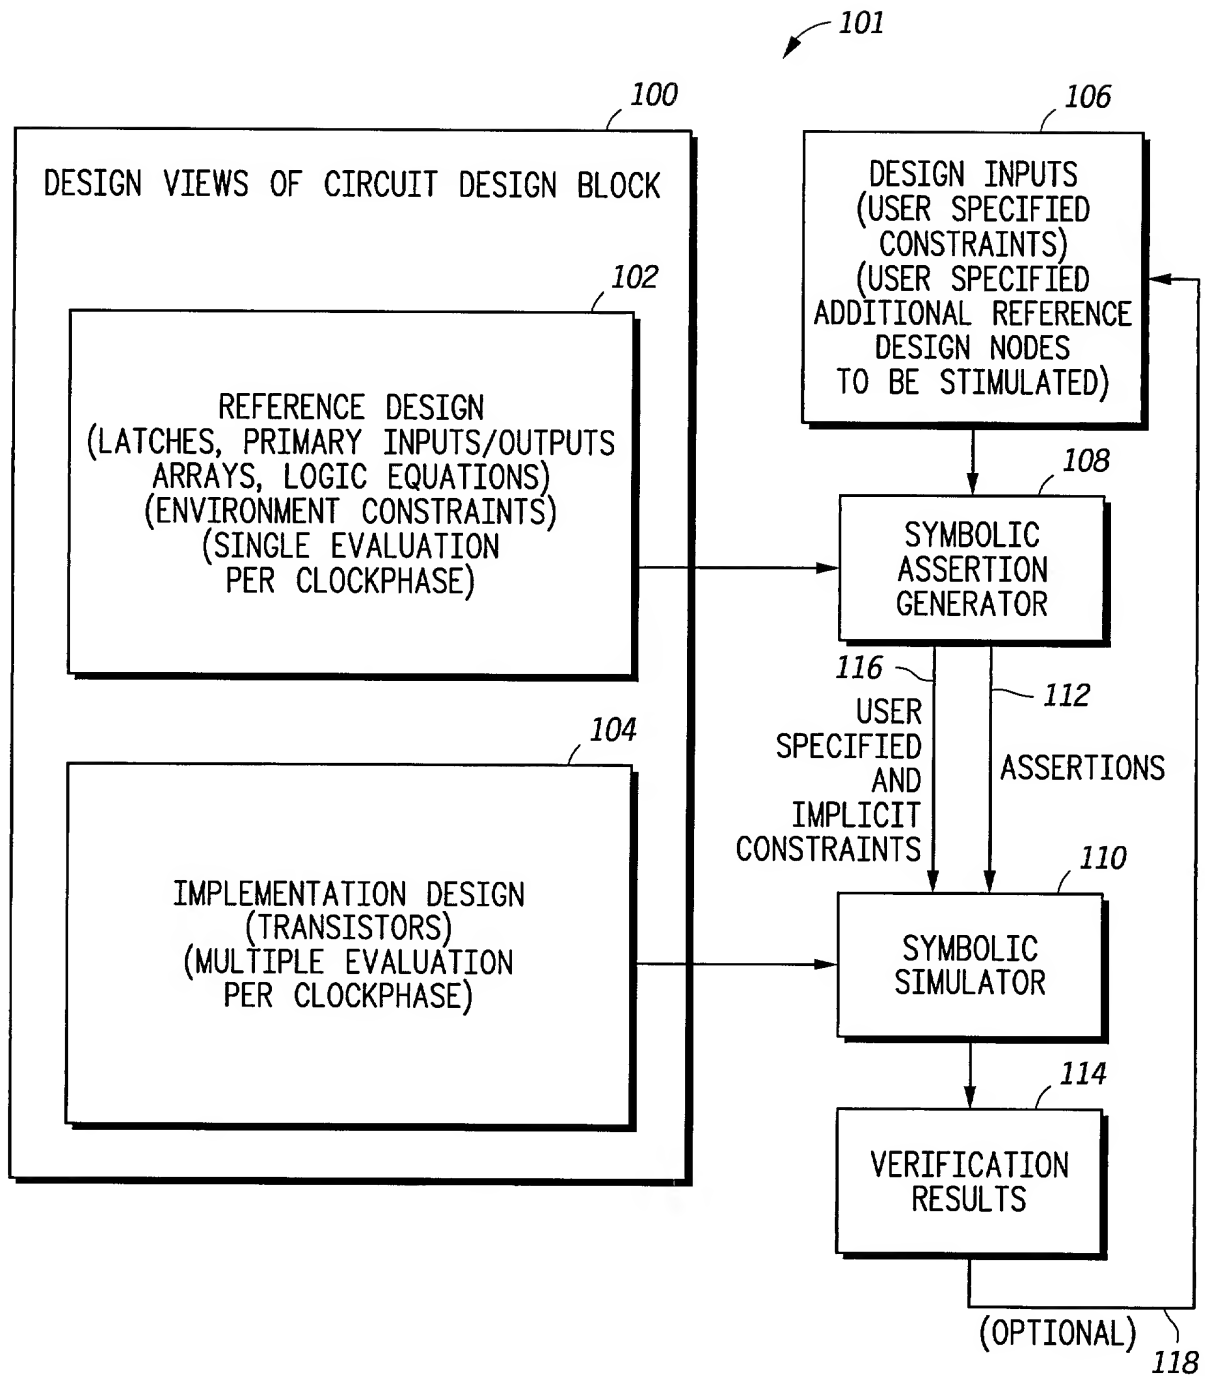 101
100
DESIGN VIEWS OF CIRCUIT DESIGN BLOCK
102
REFERENCE DESIGN
(LATCHES, PRIMARY INPUTS/OUTPUTS
ARRAYS, LOGIC EQUATIONS)
(ENVIRONMENT CONSTRAINTS)
(SINGLE EVALUATION
PER CLOCKPHASE)
104
IMPLEMENTATION DESIGN
(TRANSISTORS)
(MULTIPLE EVALUATION
PER CLOCKPHASE)
106
DESIGN INPUTS
(USER SPECIFIED
CONSTRAINTS)
(USER SPECIFIED
ADDITIONAL REFERENCE
DESIGN NODES
TO BE STIMULATED)
108
SYMBOLIC
ASSERTION
GENERATOR
116
USER
SPECIFIED
AND
IMPLICIT
CONSTRAINTS
112
ASSERTIONS
110
SYMBOLIC
SIMULATOR
114
VERIFICATION
RESULTS
(OPTIONAL)
118